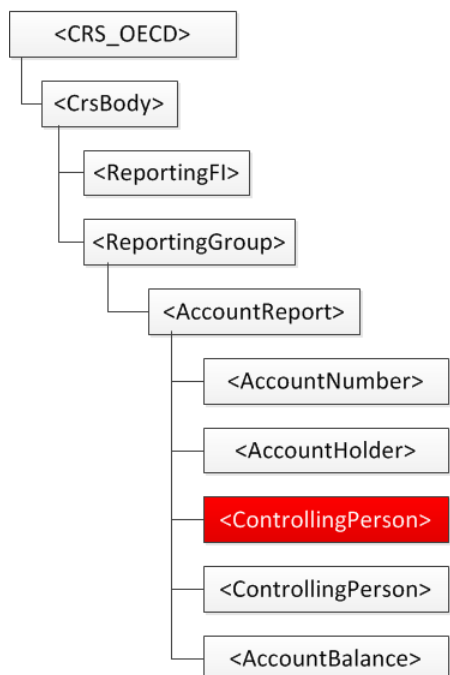 <CRS_OECD>
<CrsBody>
<ReportingFI>
<ReportingGroup>
<AccountReport>
<AccountNumber>
<AccountHolder>
<ControllingPerson>
<ControllingPerson>
<AccountBalance>